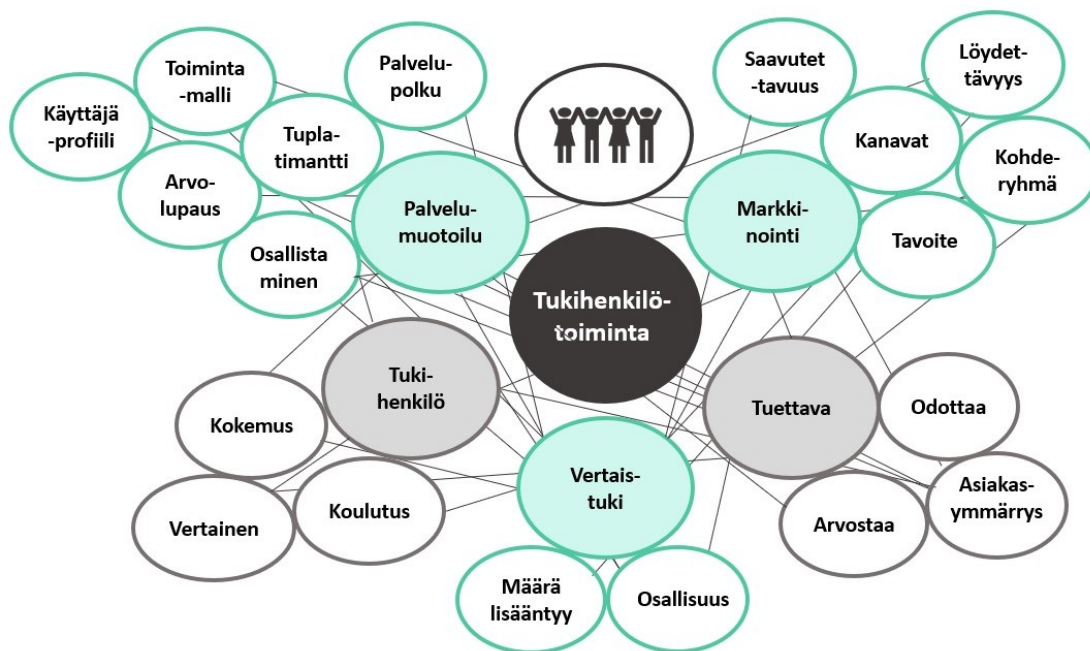 Käyttäjä
-profiili
Toiminta
-malli
Palvelu-
polku
Tupla-
timantti
Arvo-
lupaus
Osallista
minen
Palvelu-
muotoilu
Saavutet
-tavuus
Löydet-
tävyys
Kanavat
Kohde-
ryhmä
Markki-
nointi
Tavoite
Tukihenkilö-
toiminta
Tuki-
henkilö
Kokemus
Vertainen
Koulutus
Vertais-
tuki
Määrä
lisääntyy
Osallisuus
Tuettava
Odottaa
Asiakas-
ymmärrys
Arvostaa